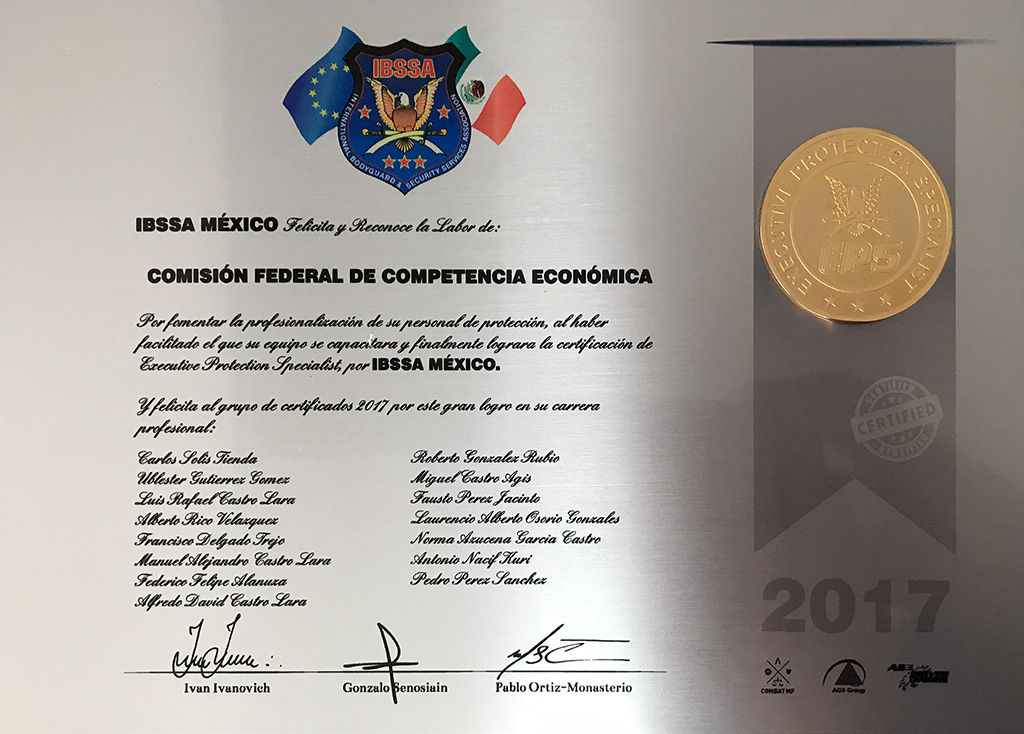 IBSSA
INTERNATIONAL BODYGUARD & SECURITY SERVICES ASSOCIATION
IBSSA MÉXICO Felicita y Reconoce la Labor de:
COMISIÓN FEDERAL DE COMPETENCIA ECONÓMICA
Por fomentar la profesionalización de su personal de protección, al haber
facilitado el que su equipo se capacitara y finalmente lograra la certificación de
Executive Protection Specialist, por IBSSA MÉXICO.
Y felicita al grupo de certificados 2017 por este gran logro en su carrera
profesional:
Carlos Solis Tienda
Ublester Gutierrez Gomez
Luis Rafael Castro Lara
Alberto Rico Velazquez
Francisco Delgado Trejo
Manuel Alejandro Castro Lara
Federico Felipe Alanuza
Alfredo David Castro Lara
Roberto Gonzalez Rubio
Miguel Castro Agis
Fausto Perez Jacinto
Laurencio Alberto Osorio Gonzales
Norma Azucena Garcia Castro
Antonio Nacif Kuri
Pedro Perez Sanchez
Ivan Ivanovich
Gonzalo Senosiain
Pablo Ortiz-Monasterio
EXECUTIVE PROTECTION SPECIALIST
EPS
CERTIFIED
CERTIFIED
CERTIFIED
2017
COMBAT MF
AGS Group